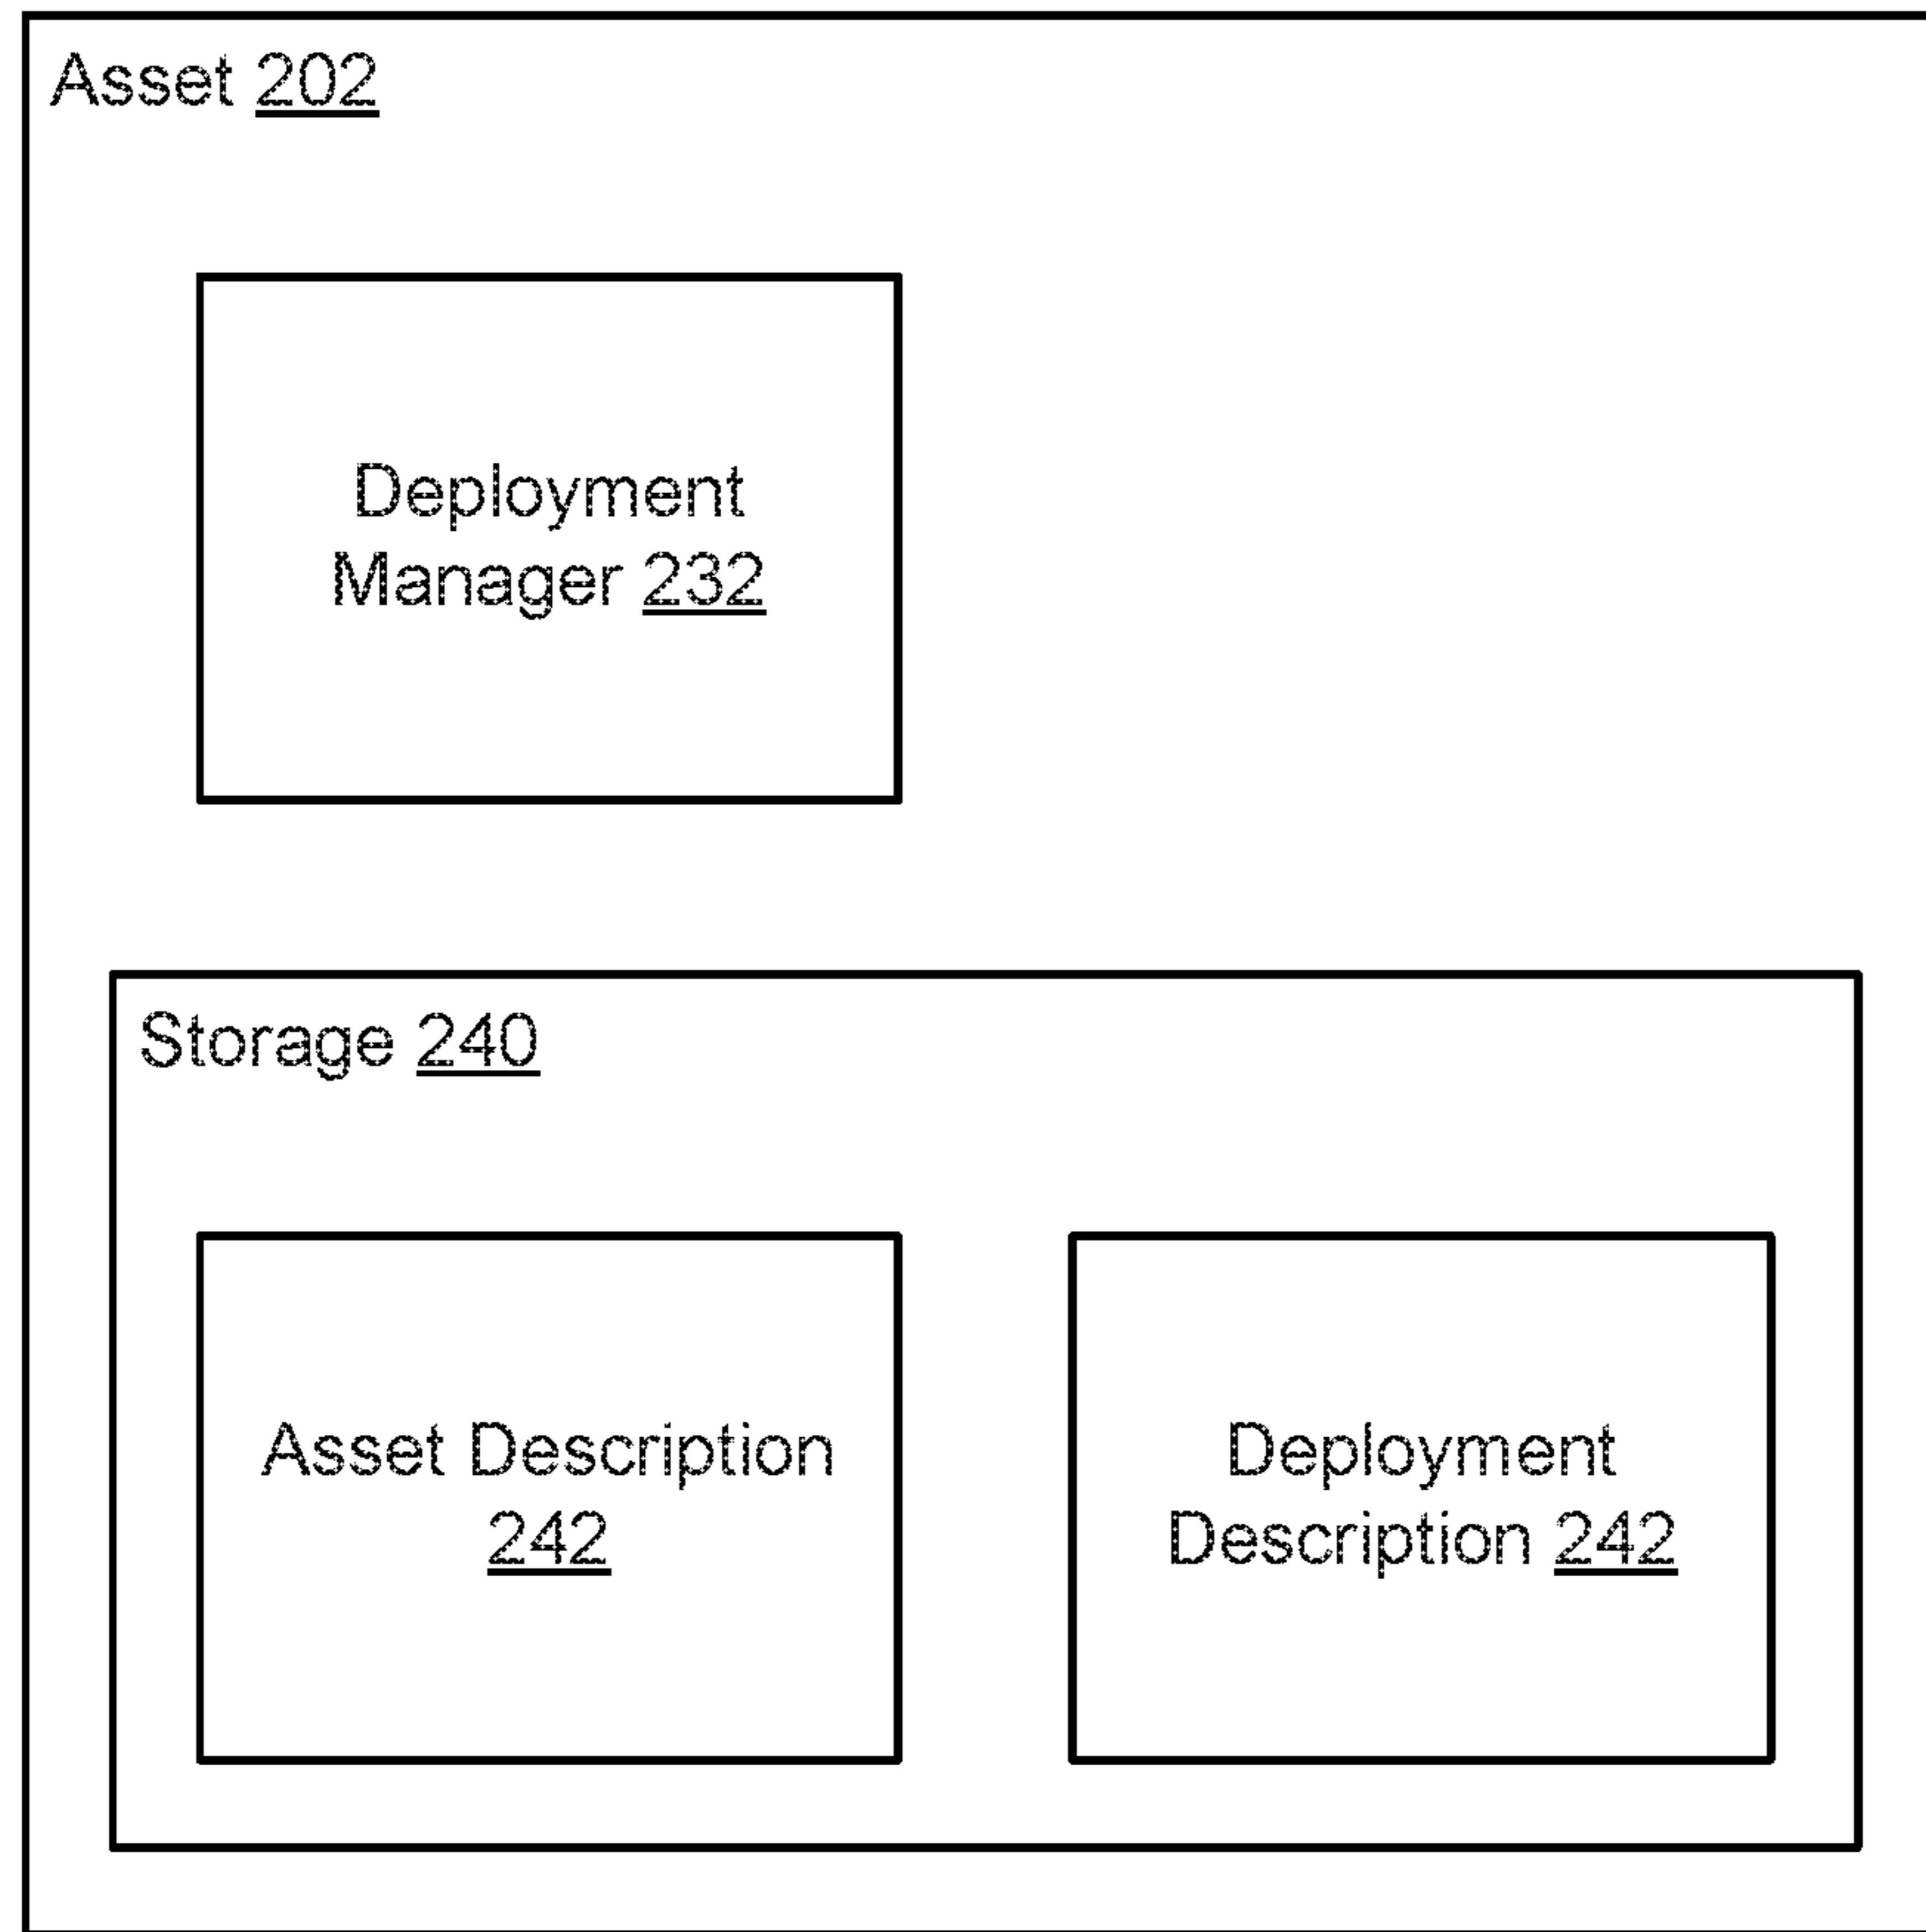 Asset 202
Deployment
Manager 232
Storage 240
Asset Description
242
Deployment
Description 242